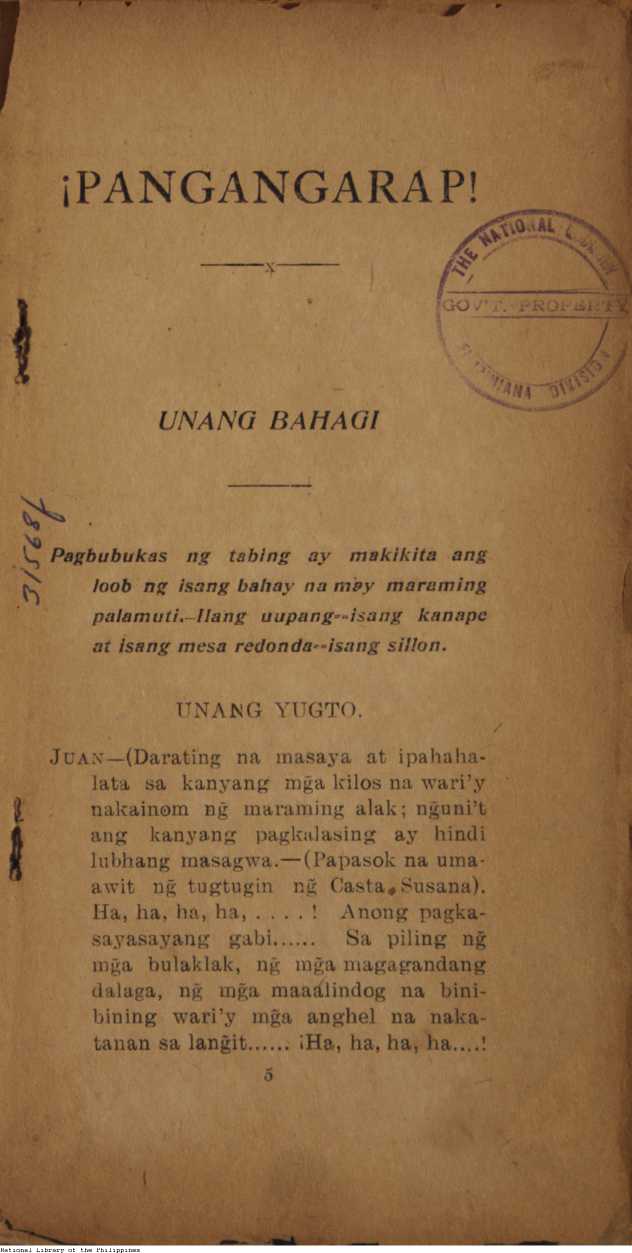 ¡PANGANGARAP!
THE NATIONAL
GOV'T. PROPERTY
DIVISION
x
UNANG BAHAGI
Pagbubukas ng tabing ay makikita ang
loob ng isang bahay na may maraming
palamuti.—Ilang uupang--isang kanape
at isang mesa redonda--isang sillon.
UNANG YUGTO.
JUAN—(Darating na masaya at ipahaha-
lata sa kanyang mg̃a kilos na wari'y
nakainom ng̃ maraming alak; ng̃uni't
ang kanyang pagkalasing ay hindi
lubhang masagwa.—(Papasok na uma-
awit ng̃ tugtugin ng̃ Casta Susana).
Ha, ha, ha, ha, . . . . ! Anong pagka-
sayasayang gabi...... Sa piling ng̃
mg̃a bulaklak, ng̃ mg̃a magagandang
dalaga, ng̃ mg̃a maaálindog na bini-
bining wari'y mg̃a anghel na naka-
tanan sa lang̃it...... ¡Ha, ha, ha, ha....!
5
National Library of the Philippines